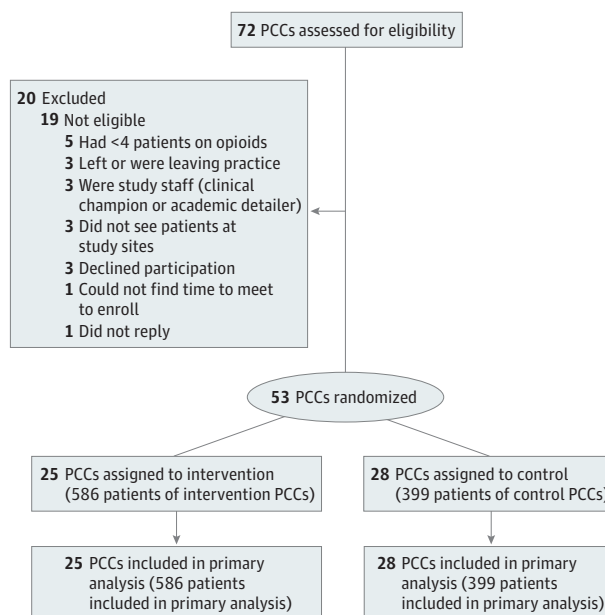 72 PCCs assessed for eligibility
20 Excluded
19 Not eligible
5 Had <4 patients on opioids
3 Left or were leaving practice
3 Were study staff (clinical
champion or academic detailer)
3 Did not see patients at
study sites
3 Declined participation
1 Could not find time to meet
to enroll
1 Did not reply
53 PCCs randomized
25 PCCs assigned to intervention
(586 patients of intervention PCCs)
28 PCCs assigned to control
(399 patients of control PCCs)
25 PCCs included in primary
analysis (586 patients
included in primary analysis)
28 PCCs included in primary
analysis (399 patients
included in primary analysis)